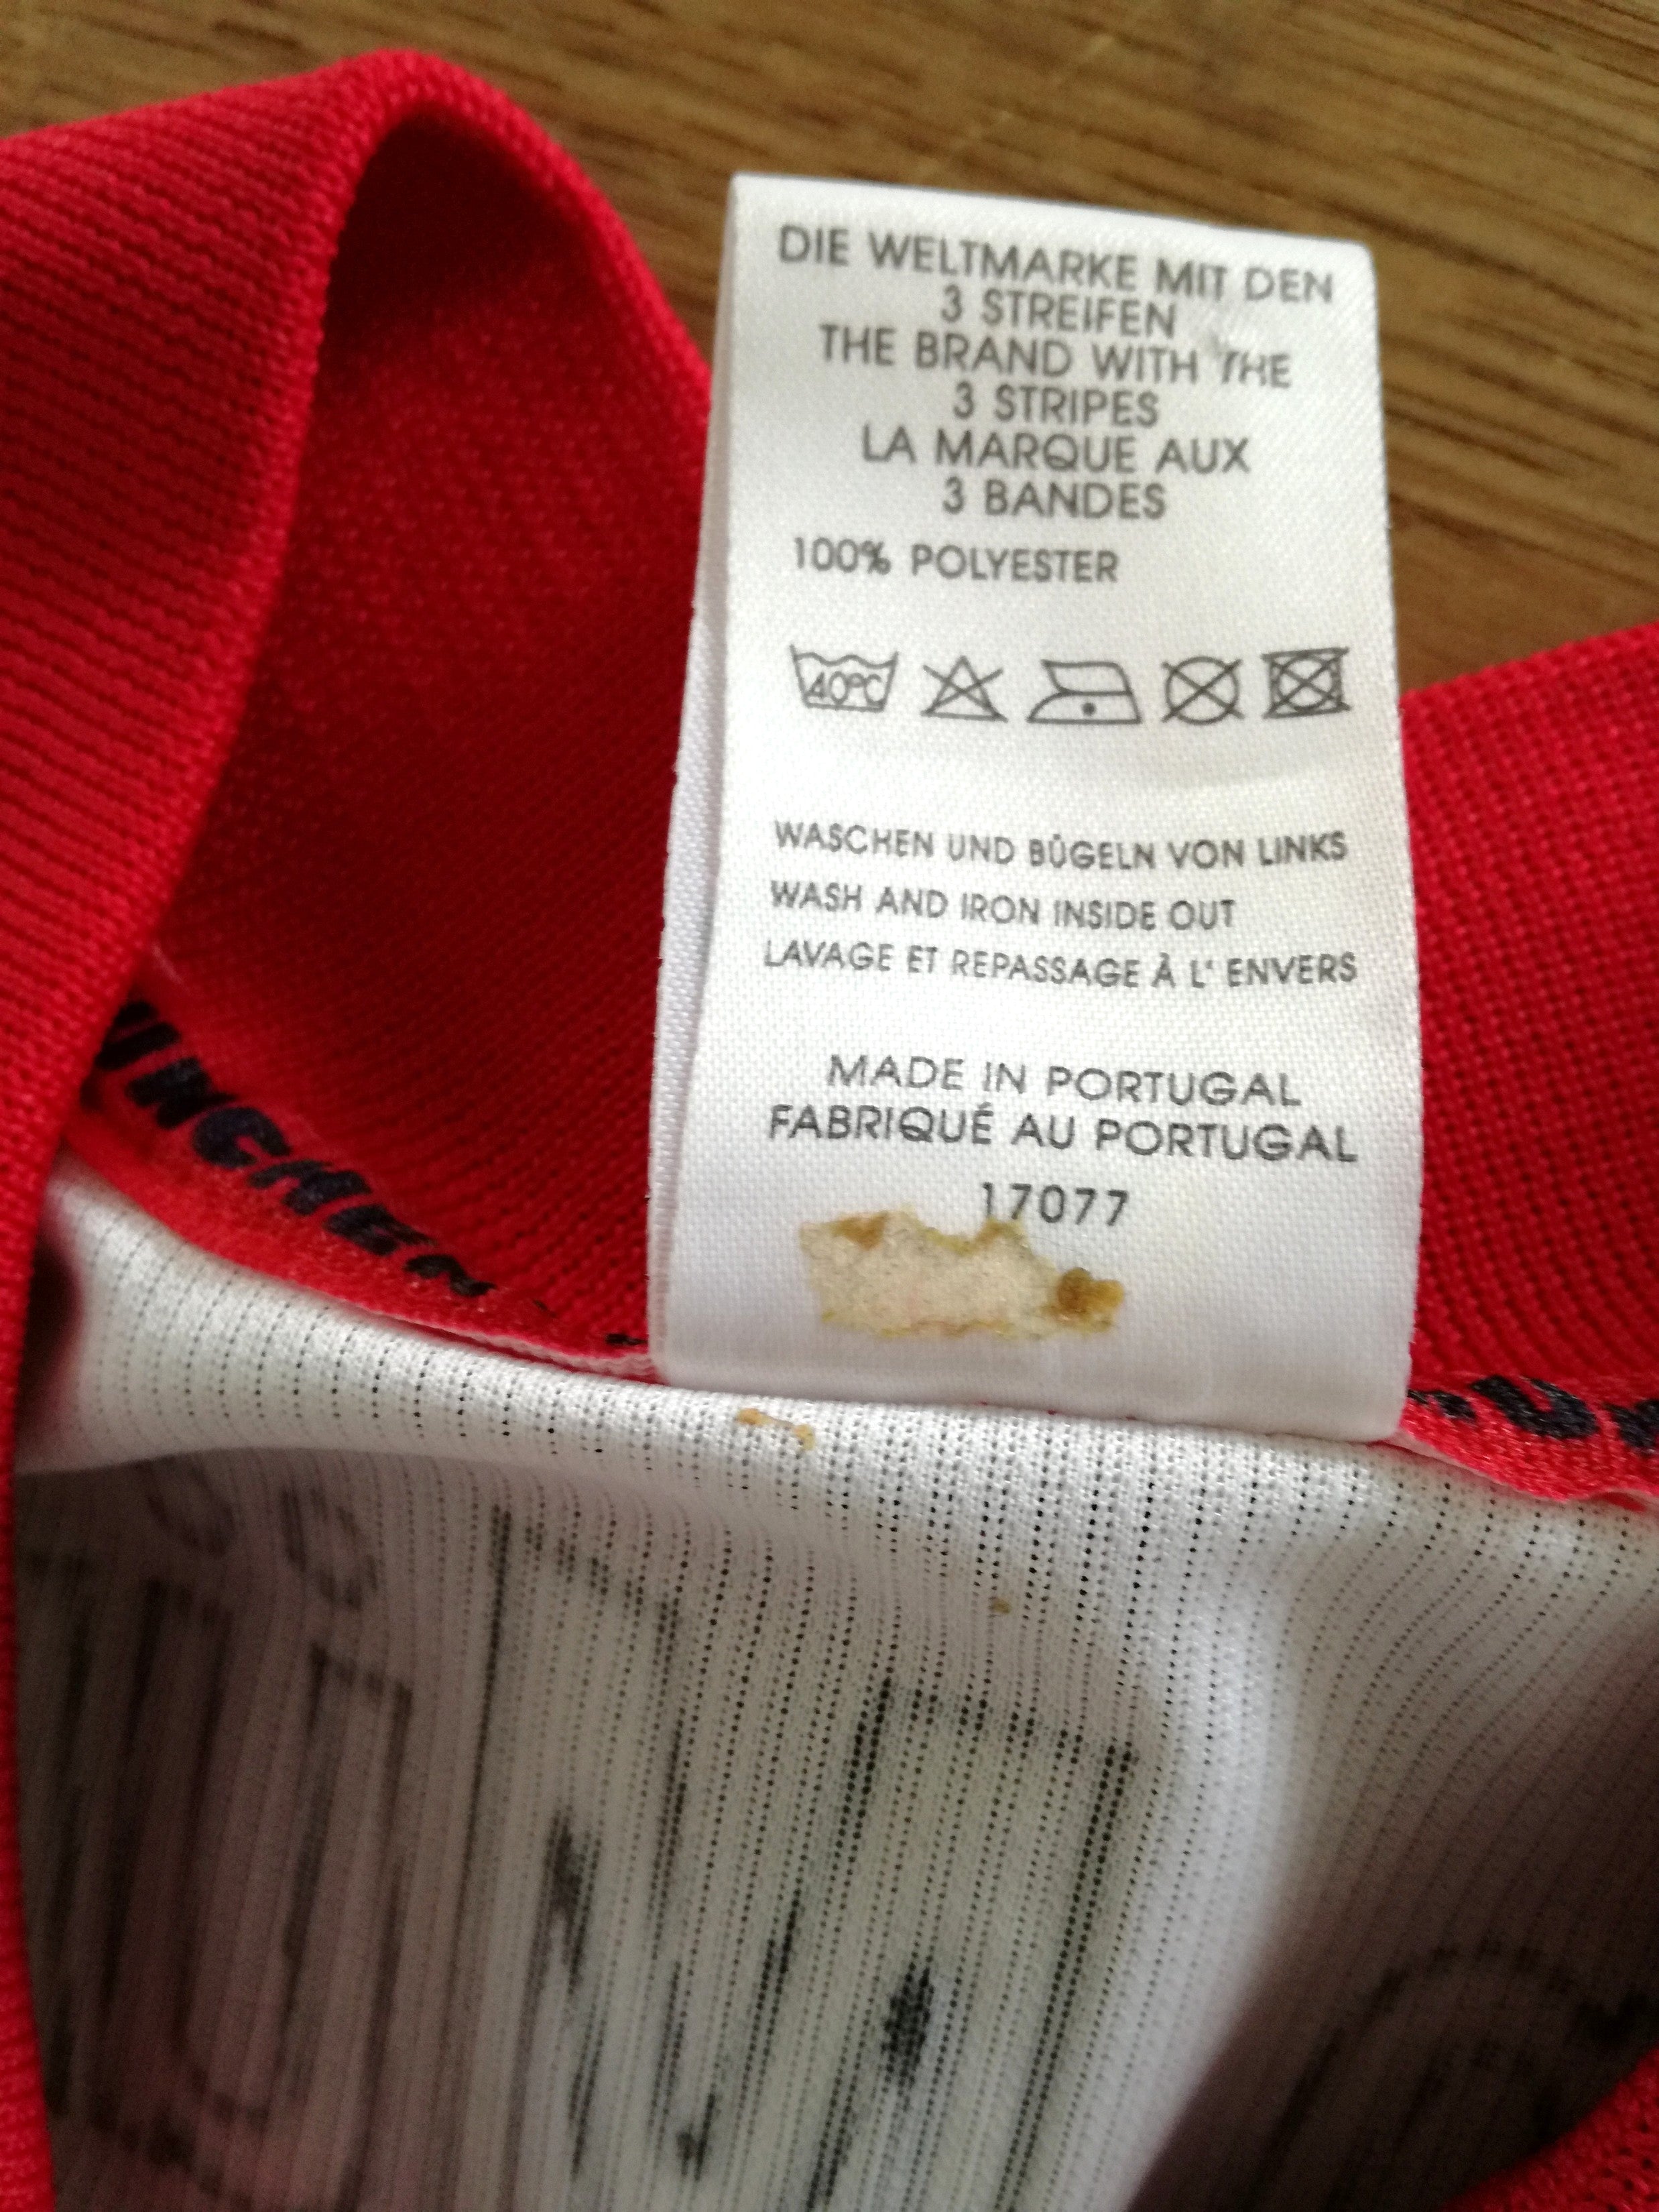 DIE WELTMARKE MIT DEN
3 STREIFEN
THE BRAND WITH THE
3 STRIPES
LA MARQUE AUX
3 BANDES
100% POLYESTER
40°C
WASCHEN UND BÜGELN VON LINKS
WASH AND IRON INSIDE OUT
LAVAGE ET REPASSAGE À L' ENVERS
MADE IN PORTUGAL
FABRIQUÉ AU PORTUGAL
17077